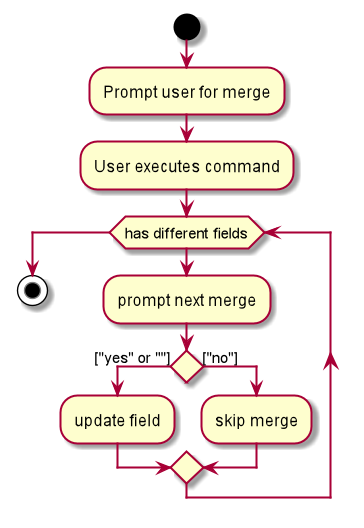 Prompt user for merge
User executes command
has different fields
prompt next merge
["yes" or ""]
["no"]
update field
skip merge